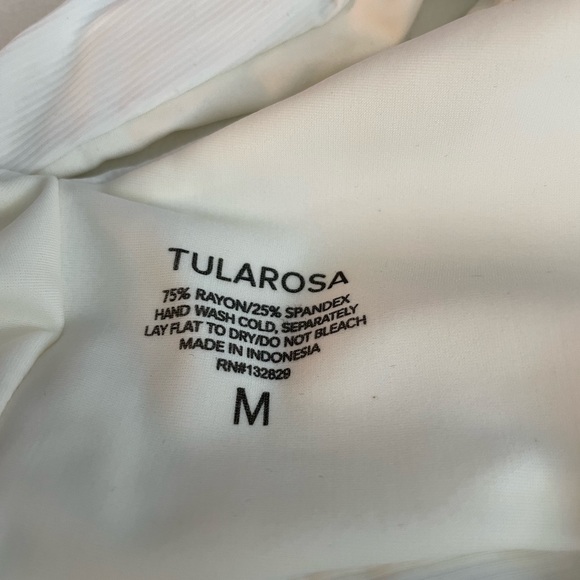 TULAROSA
75% RAYON/25% SPANDEX
HAND WASH COLD, SEPARATELY
LAY FLAT TO DRY/DO NOT BLEACH
MADE IN INDONESIA
RN#132829
M